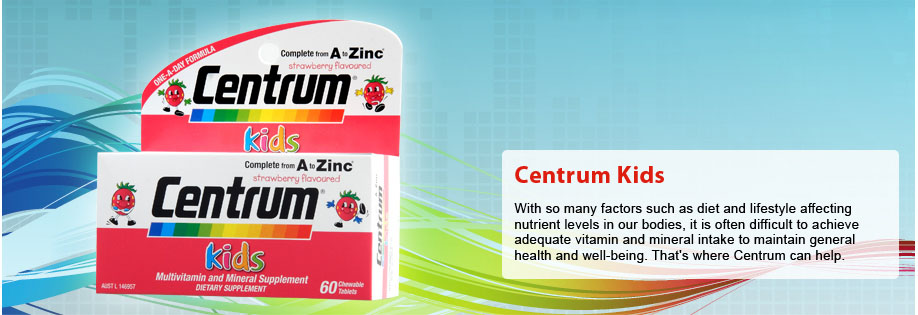 ONE-A-DAY FORMULA
Complete from A to Zinc®
strawberry flavoured
Centrum®
kids
Complete from A to Zinc®
strawberry flavoured
Centrum®
kids
Multivitamin and Mineral Supplement
DIETARY SUPPLEMENT
AUST L 146957
60 Chewable
Tablets
Centrum
Centrum Kids
With so many factors such as diet and lifestyle affecting
nutrient levels in our bodies, it is often difficult to achieve
adequate vitamin and mineral intake to maintain general
health and well-being. That's where Centrum can help.